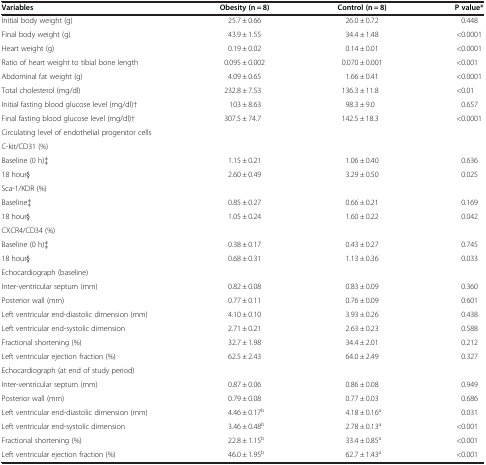 Variables Obesity (n = 8) Control (n = 8) P value*
Initial body weight (g) 25.7 ± 0.66 26.0 ± 0.72 0.448
Final body weight (g) 43.9 ± 1.55 34.4 ± 1.48 <0.0001
Heart weight (g) 0.19 ± 0.02 0.14 ± 0.01 <0.0001
Ratio of heart weight to tibial bone length 0.095 ± 0.002 0.070 ± 0.001 <0.001
Abdominal fat weight (g) 4.09 ± 0.65 1.66 ± 0.41 <0.0001
Total cholesterol (mg/dl) 232.8 ± 7.53 136.3 ± 11.8 <0.01
Initial fasting blood glucose level (mg/dl)† 103 ± 8.63 98.3 ± 9.0 0.657
Final fasting blood glucose level (mg/dl)† 307.5 ± 74.7 142.5 ± 18.3 <0.0001
Circulating level of endothelial progenitor cells
C-kit/CD31 (%)
Baseline (0 h)‡ 1.15 ± 0.21 1.06 ± 0.40 0.636
18 hour§ 2.60 ± 0.49 3.29 ± 0.50 0.025
Sca-1/KDR (%)
Baseline‡ 0.85 ± 0.27 0.66 ± 0.21 0.169
18 hour§ 1.05 ± 0.24 1.60 ± 0.22 0.042
CXCR4/CD34 (%)
Baseline (0 h)‡ 0.38 ± 0.17 0.43 ± 0.27 0.745
18 hour§ 0.68 ± 0.31 1.13 ± 0.36 0.033
Echocardiograph (baseline)
Inter-ventricular septum (mm) 0.82 ± 0.08 0.83 ± 0.09 0.360
Posterior wall (mm) 0.77 ± 0.11 0.76 ± 0.09 0.601
Left ventricular end-diastolic dimension (mm) 4.10 ± 0.10 3.93 ± 0.26 0.438
Left ventricular end-systolic dimension 2.71 ± 0.21 2.63 ± 0.23 0.588
Fractional shortening (%) 32.7 ± 1.98 34.4 ± 2.01 0.212
Left ventricular ejection fraction (%) 62.5 ± 2.43 64.0 ± 2.49 0.327
Echocardiograph (at end of study period)
Inter-ventricular septum (mm) 0.87 ± 0.06 0.86 ± 0.08 0.949
Posterior wall (mm) 0.79 ± 0.08 0.77 ± 0.03 0.686
Left ventricular end-diastolic dimension (mm) 4.46 ± 0.17ᵇ 4.18 ± 0.16ᵃ 0.031
Left ventricular end-systolic dimension 3.46 ± 0.48ᵇ 2.78 ± 0.13ᵃ <0.001
Fractional shortening (%) 22.8 ± 1.15ᵇ 33.4 ± 0.85ᵃ <0.001
Left ventricular ejection fraction (%) 46.0 ± 1.95ᵇ 62.7 ± 1.43ᵃ <0.001